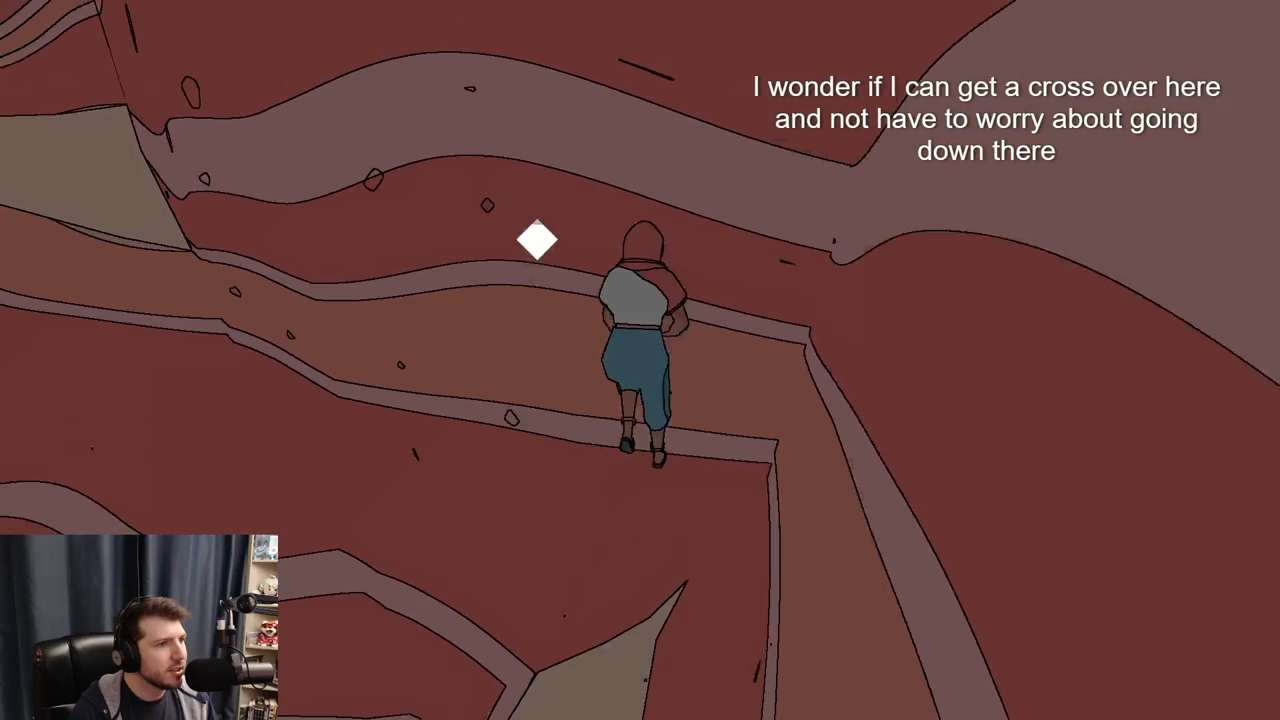 I wonder if I can get a cross over here
and not have to worry about going
down there